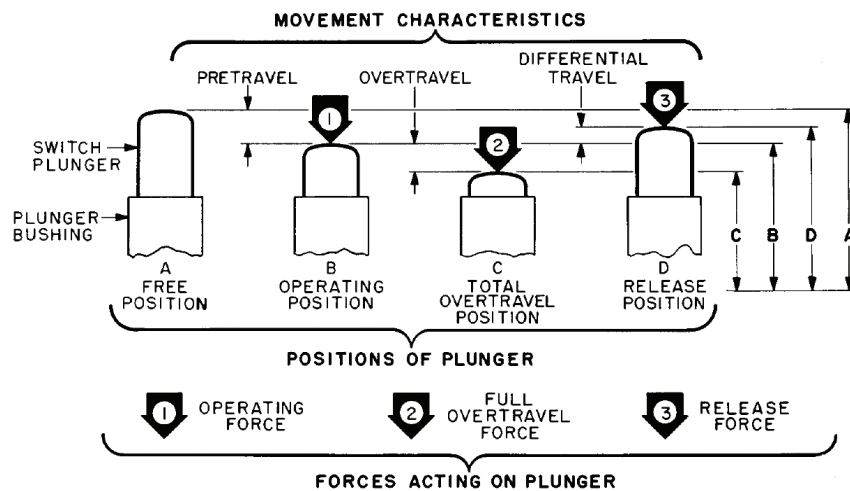 MOVEMENT CHARACTERISTICS
PRETRAVEL
OVERTRAVEL
DIFFERENTIAL
TRAVEL
1
2
3
SWITCH
PLUNGER
PLUNGER
BUSHING
C
B
D
A
A
FREE
POSITION
B
OPERATING
POSITION
C
TOTAL
OVERTRAVEL
POSITION
D
RELEASE
POSITION
POSITIONS OF PLUNGER
1
OPERATING
FORCE
2
FULL
OVERTRAVEL
FORCE
3
RELEASE
FORCE
FORCES ACTING ON PLUNGER